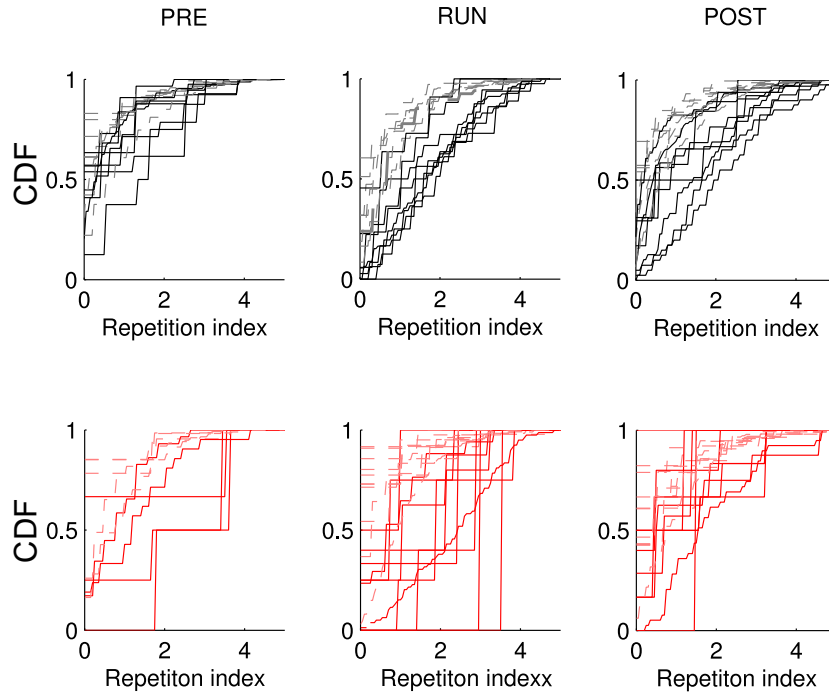 PRE RUN POST
1 1 1
CDF 0.5 0.5 0.5
0 0 0
0 2 4 0 2 4 0 2 4
Repetition index Repetition index Repetition index
1 1 1
CDF 0.5 0.5 0.5
0 0 0
0 2 4 0 2 4 0 2 4
Repetiton index Repetiton indexx Repetiton index